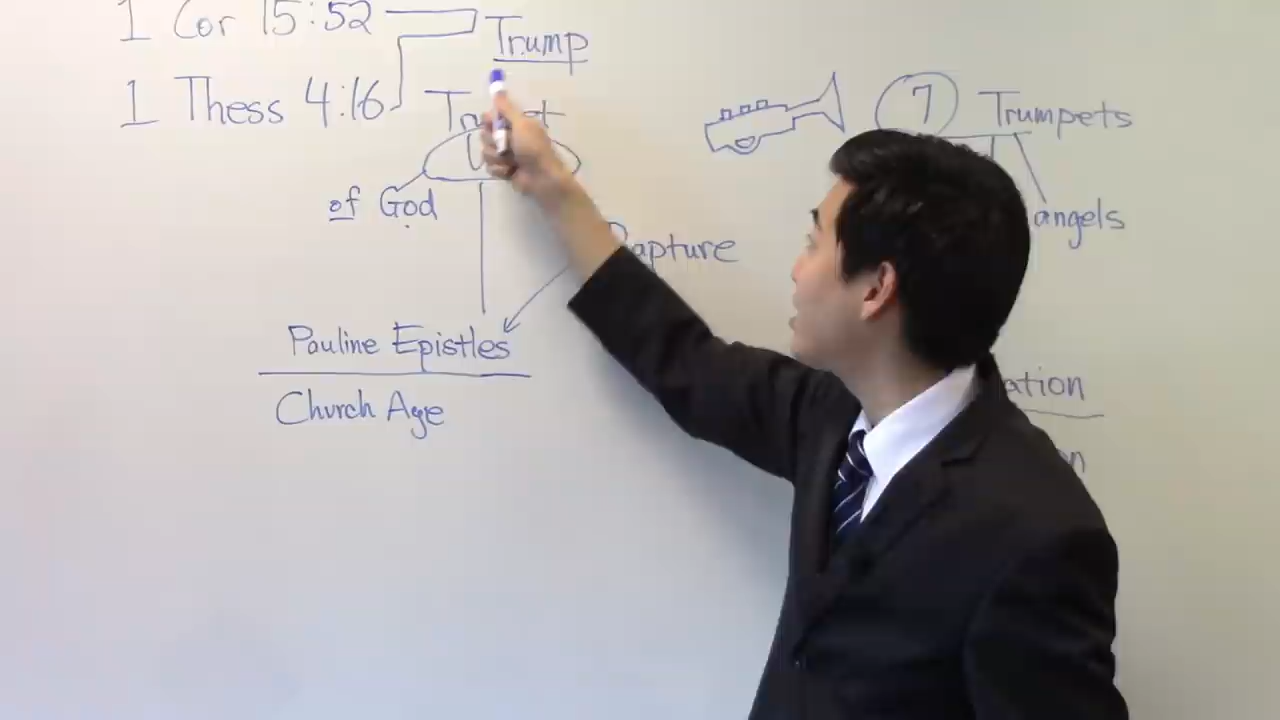 1 Cor 15:52
Trump
1 Thess 4:16
7 Trumpets
of God
angels
Pauline Epistles
Church Age